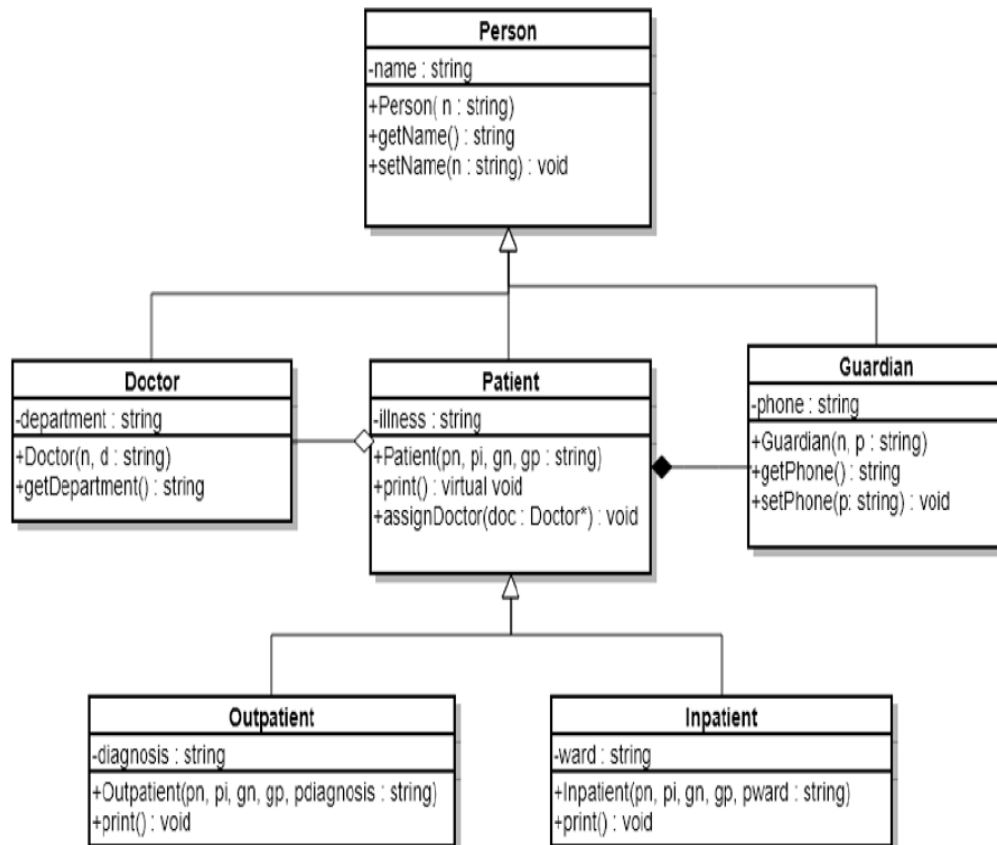 Person
-name : string
+Person( n : string)
+getName() : string
+setName(n : string) : void
Doctor
-department : string
+Doctor(n, d : string)
+getDepartment() : string
Patient
-illness : string
+Patient(pn, pi, gn, gp : string)
+print() : virtual void
+assignDoctor(doc : Doctor*) : void
Guardian
-phone : string
+Guardian(n, p : string)
+getPhone() : string
+setPhone(p: string) : void
Outpatient
-diagnosis : string
+Outpatient(pn, pi, gn, gp, pdiagnosis : string)
+print() : void
Inpatient
-ward : string
+Inpatient(pn, pi, gn, gp, pward : string)
+print() : void